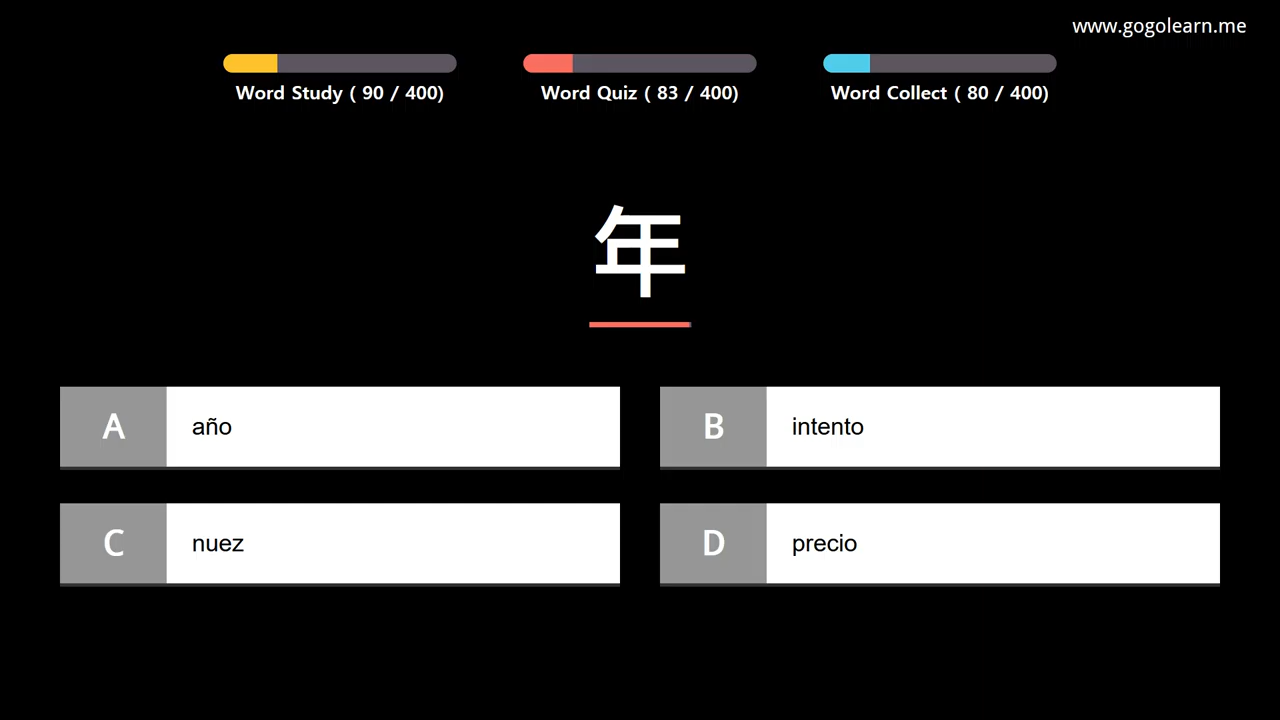 www.gogolearn.me
Word Study ( 90 / 400)
Word Quiz ( 83 / 400)
Word Collect ( 80 / 400)
年
A año
B intento
C nuez
D precio